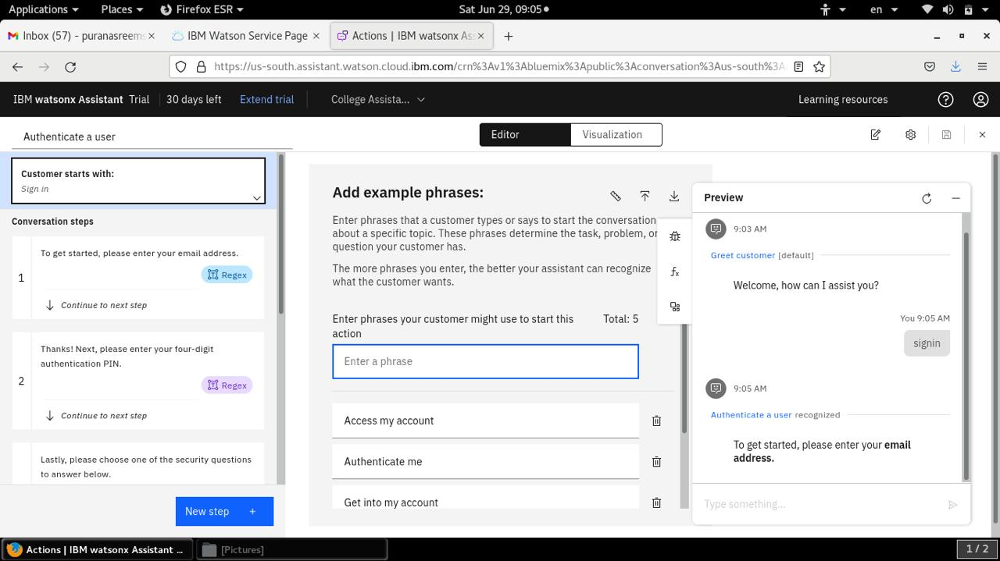 Applications Places Firefox ESR Sat Jun 29, 09:05 en
Inbox (57) - puranasreems
IBM Watson Service Page
Actions | IBM watsonx Ass
https://us-south.assistant.watson.cloud.ibm.com/crn%3Av1%3Abluemix%3Apublic%3Aconversation%3Aus-south%3A
IBM watsonx Assistant Trial 30 days left Extend trial College Assista... Learning resources
Authenticate a user
Editor Visualization
Customer starts with:
Sign in
Conversation steps
1
To get started, please enter your email address.
Regex
Continue to next step
2
Thanks! Next, please enter your four-digit
authentication PIN.
Regex
Continue to next step
Lastly, please choose one of the security questions
to answer below.
New step +
Add example phrases:
Enter phrases that a customer types or says to start the conversation
about a specific topic. These phrases determine the task, problem, or
question your customer has.
The more phrases you enter, the better your assistant can recognize
what the customer wants.
Enter phrases your customer might use to start this
action
Total: 5
Enter a phrase
Access my account
Authenticate me
Get into my account
fx
Preview
9:03 AM
Greet customer [default]
Welcome, how can I assist you?
You 9:05 AM
signin
9:05 AM
Authenticate a user recognized
To get started, please enter your email
address.
Type something...
Actions | IBM watsonx Assistant ...
[Pictures]
1 / 2